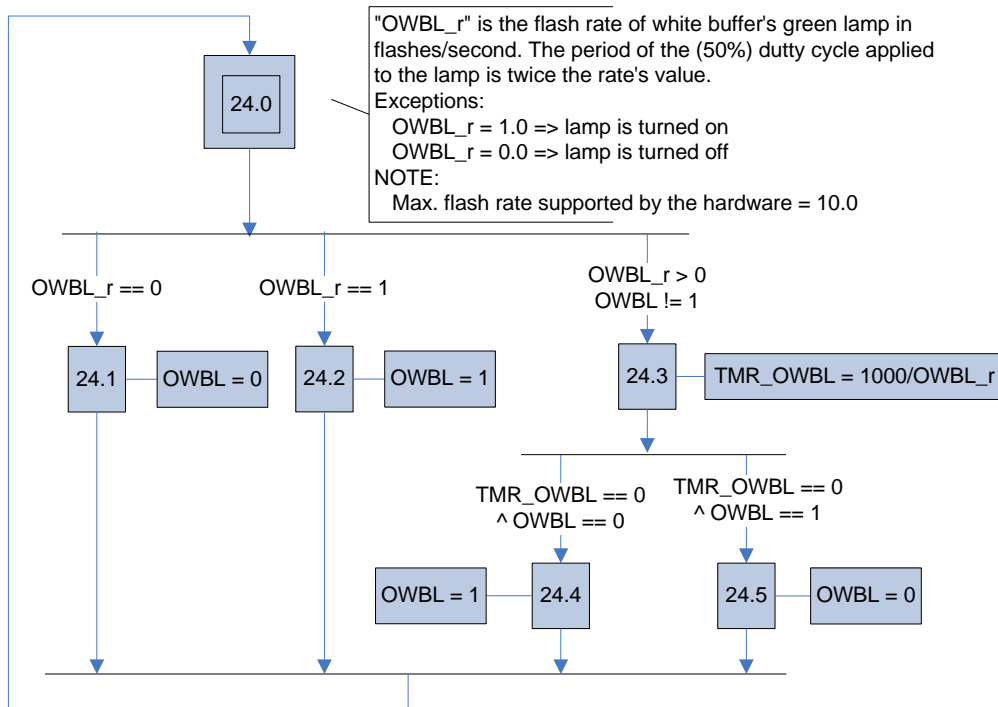 "OWBL_r" is the flash rate of white buffer's green lamp in
flashes/second. The period of the (50%) dutty cycle applied
to the lamp is twice the rate's value.
Exceptions:
OWBL_r = 1.0 => lamp is turned on
OWBL_r = 0.0 => lamp is turned off
NOTE:
Max. flash rate supported by the hardware = 10.0
24.0
OWBL_r == 0
OWBL_r == 1
OWBL_r > 0
OWBL != 1
24.1
OWBL = 0
24.2
OWBL = 1
24.3
TMR_OWBL = 1000/OWBL_r
TMR_OWBL == 0
^ OWBL == 0
TMR_OWBL == 0
^ OWBL == 1
OWBL = 1
24.4
24.5
OWBL = 0